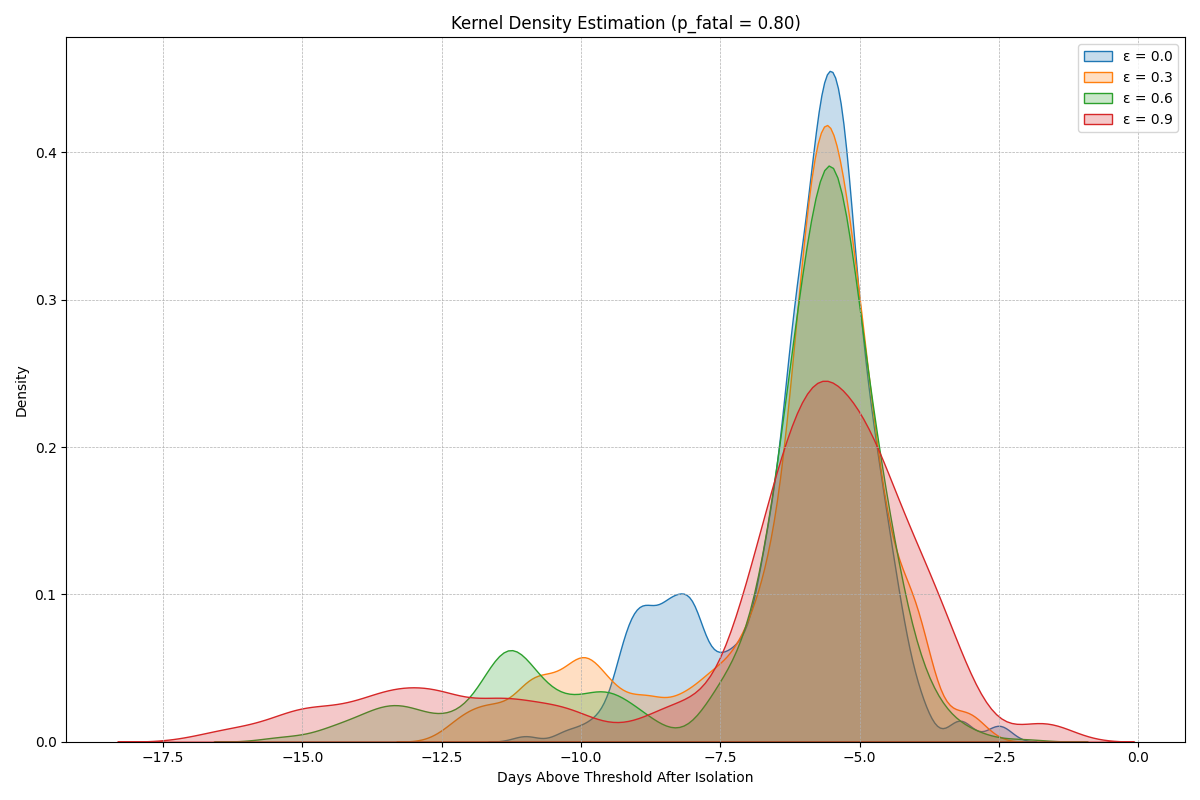 Kernel Density Estimation (p_fatal = 0.80)
ε = 0.0
ε = 0.3
ε = 0.6
ε = 0.9
Density
0.4
0.3
0.2
0.1
0.0
−17.5 −15.0 −12.5 −10.0 −7.5 −5.0 −2.5 0.0
Days Above Threshold After Isolation